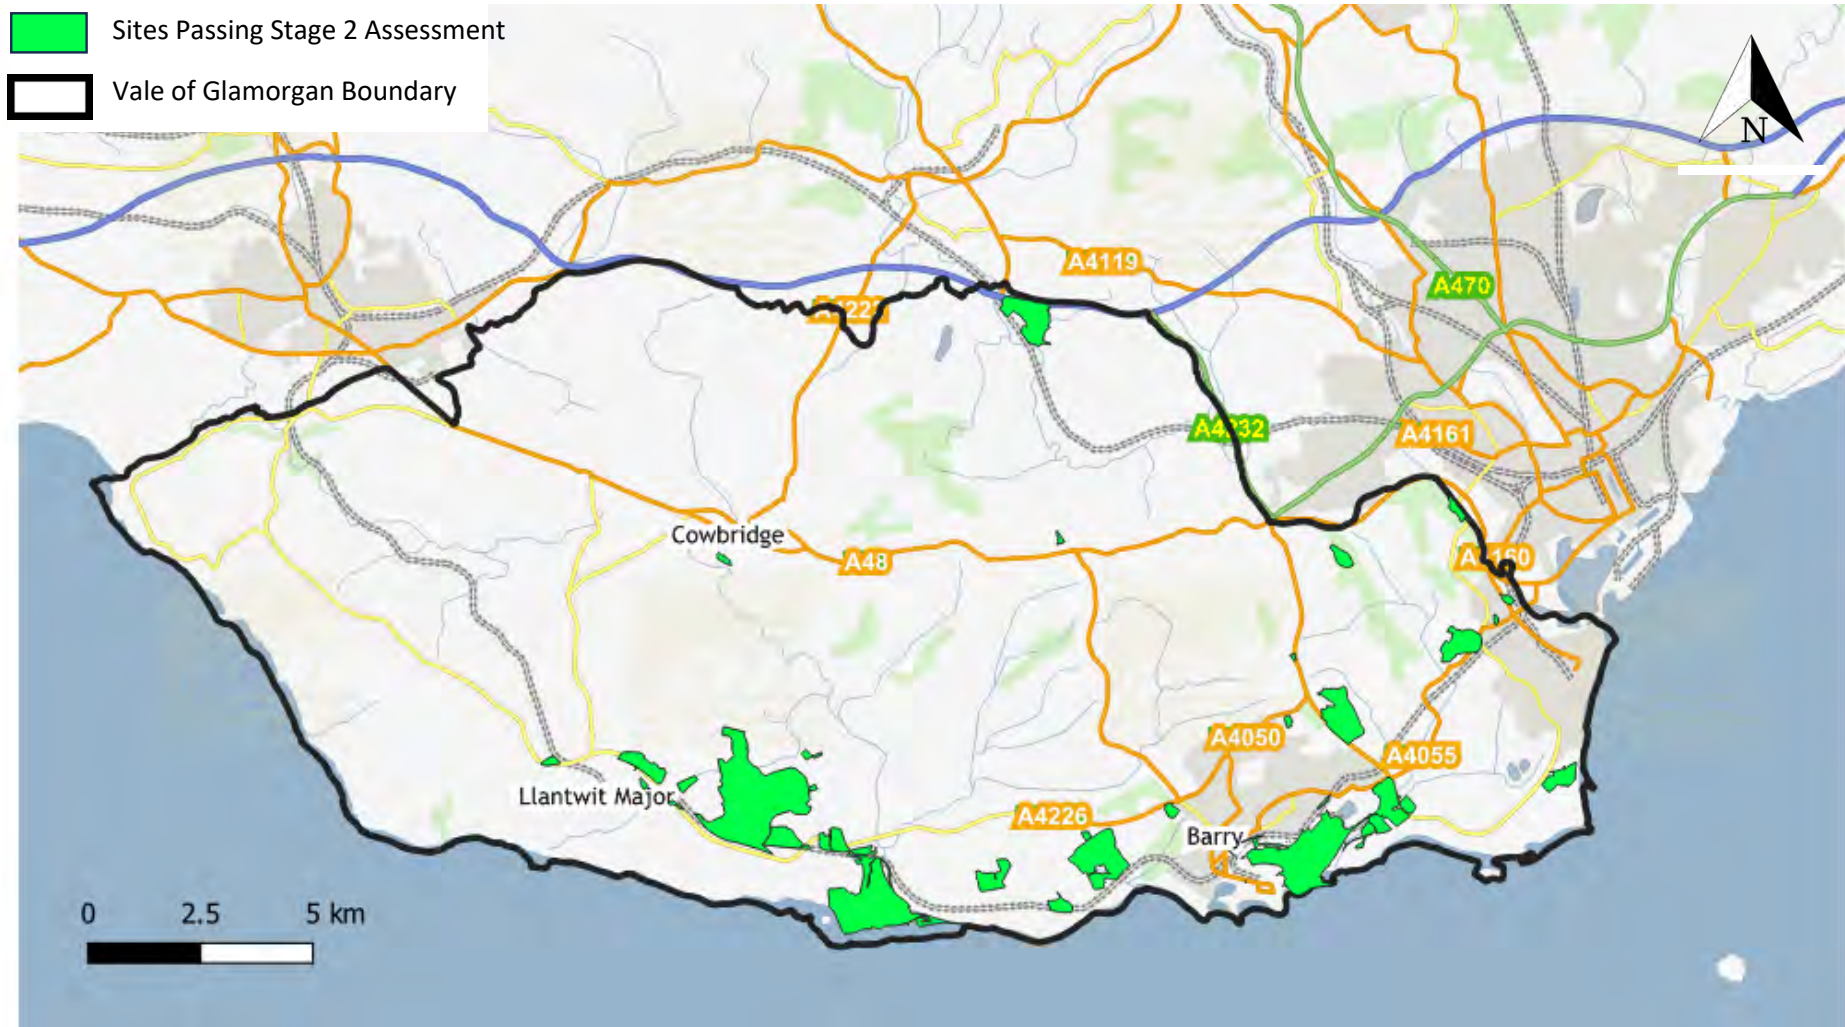 Sites Passing Stage 2 Assessment
Vale of Glamorgan Boundary
N
A4119
A470
A4232
A4161
Cowbridge
A48
A4050
A4055
Llantwit Major
A4226
Barry
0 2.5 5 km